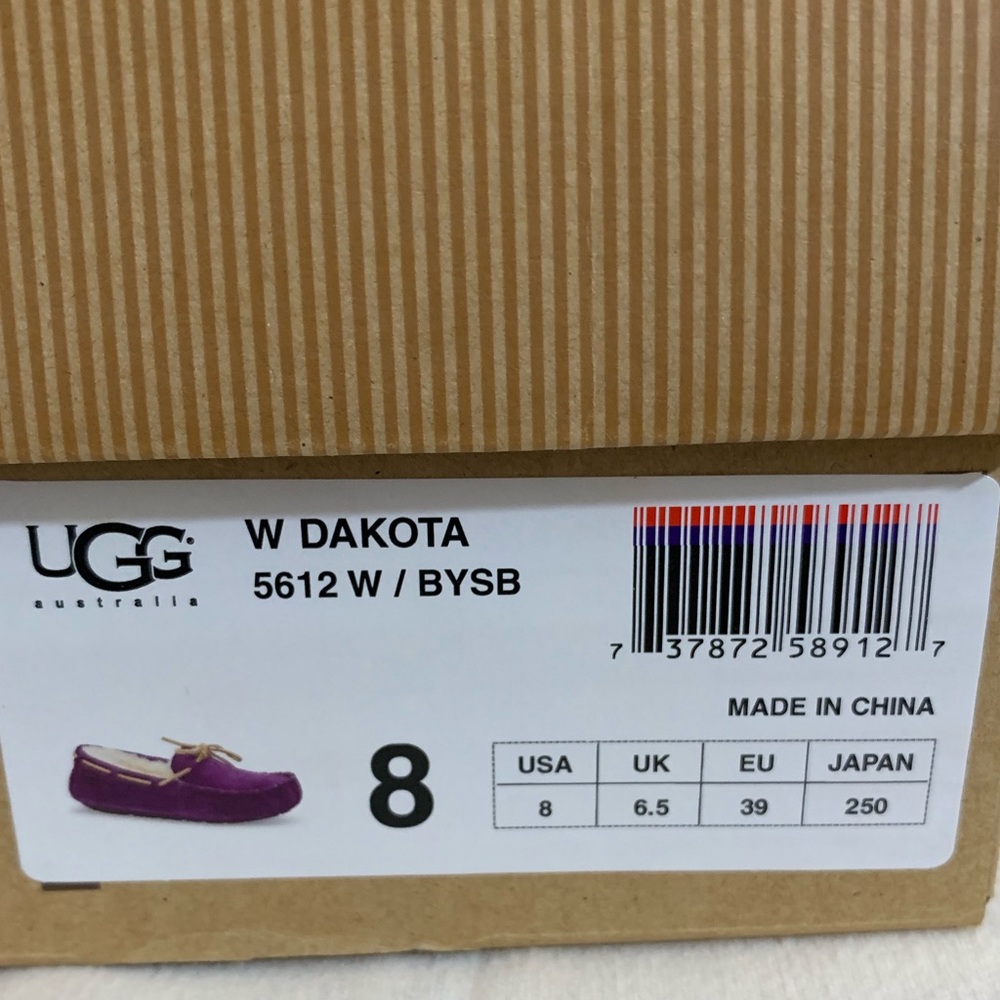 UGG
australia
W DAKOTA
5612 W / BYSB
7 37872 58912 7
MADE IN CHINA
8
USA UK EU JAPAN
8 6.5 39 250